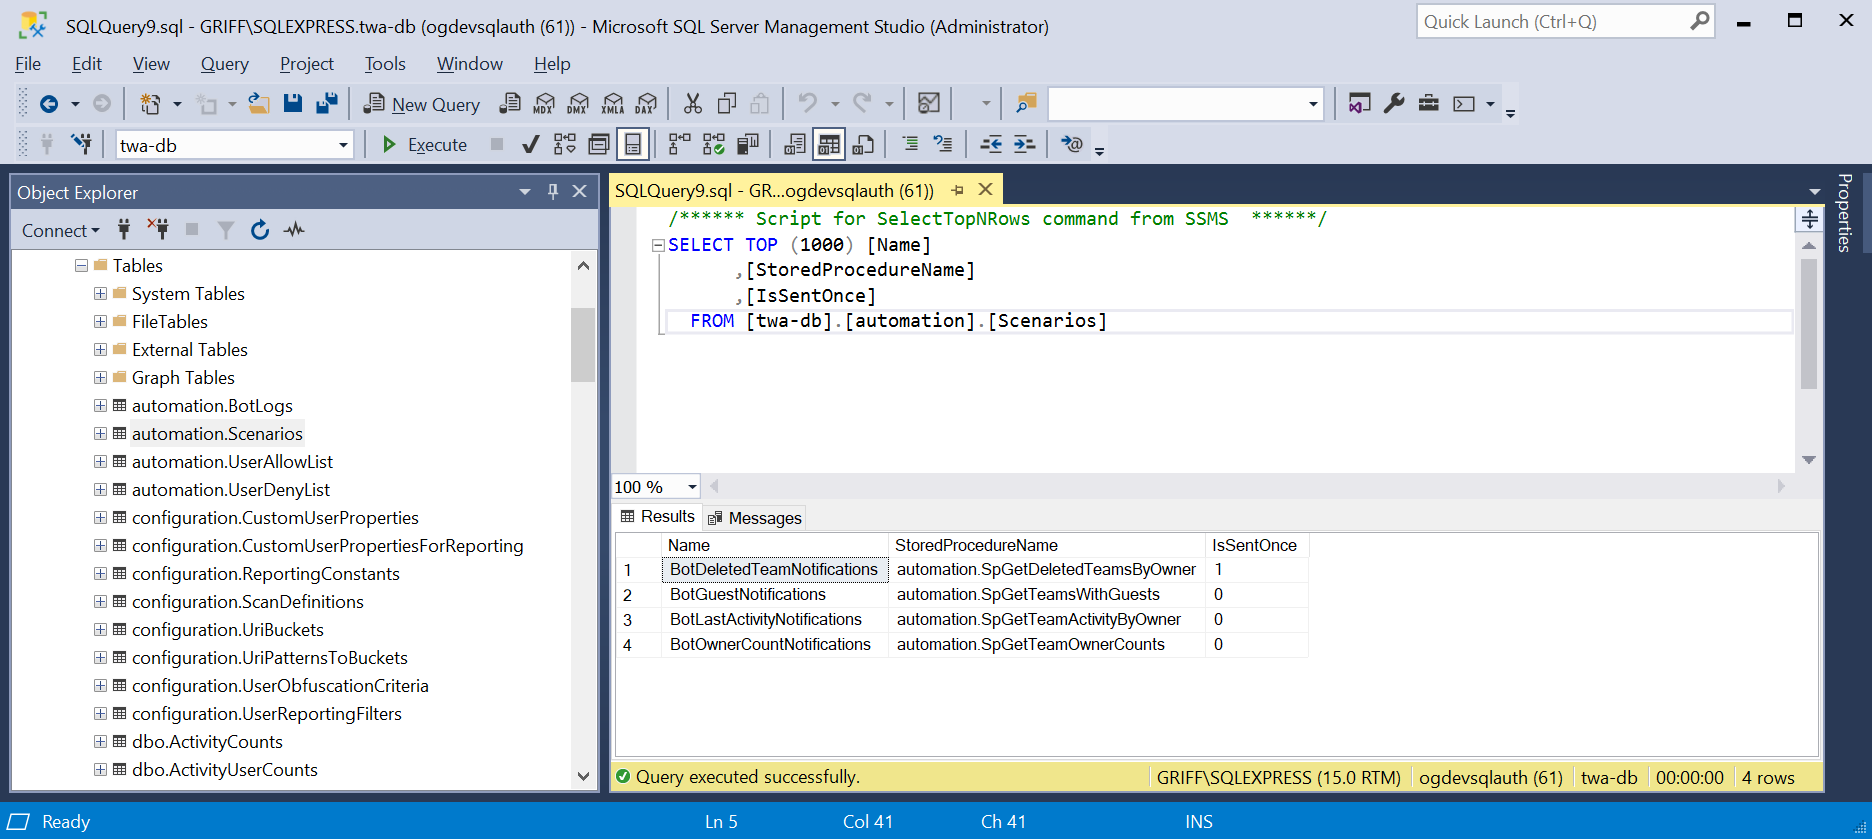 SQLQuery9.sql - GRIFF\SQLEXPRESS.twa-db (ogdevsqlauth (61)) - Microsoft SQL Server Management Studio (Administrator)
Quick Launch (Ctrl+Q)
File Edit View Query Project Tools Window Help
New Query MDX DMX XMLA DAX
twa-db Execute
Object Explorer
Connect
Tables
System Tables
FileTables
External Tables
Graph Tables
automation.BotLogs
automation.Scenarios
automation.UserAllowList
automation.UserDenyList
configuration.CustomUserProperties
configuration.CustomUserPropertiesForReporting
configuration.ReportingConstants
configuration.ScanDefinitions
configuration.UriBuckets
configuration.UriPatternsToBuckets
configuration.UserObfuscationCriteria
configuration.UserReportingFilters
dbo.ActivityCounts
dbo.ActivityUserCounts
SQLQuery9.sql - GR...ogdevsqlauth (61))
/****** Script for SelectTopNRows command from SSMS  ******/
SELECT TOP (1000) [Name]
,[StoredProcedureName]
,[IsSentOnce]
FROM [twa-db].[automation].[Scenarios]
100 %
Results Messages
Name StoredProcedureName IsSentOnce
1 BotDeletedTeamNotifications automation.SpGetDeletedTeamsByOwner 1
2 BotGuestNotifications automation.SpGetTeamsWithGuests 0
3 BotLastActivityNotifications automation.SpGetTeamActivityByOwner 0
4 BotOwnerCountNotifications automation.SpGetTeamOwnerCounts 0
Query executed successfully. GRIFF\SQLEXPRESS (15.0 RTM) ogdevsqlauth (61) twa-db 00:00:00 4 rows
Properties
Ready Ln 5 Col 41 Ch 41 INS